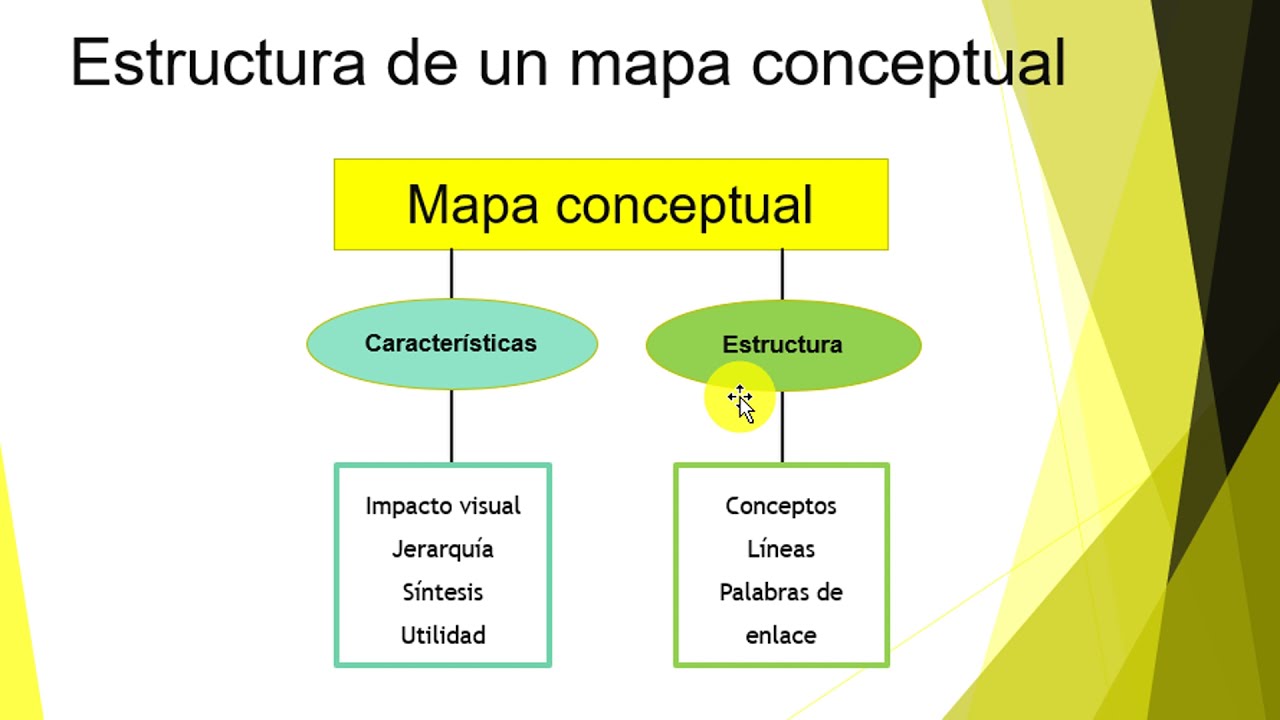 Estructura de un mapa conceptual
Mapa conceptual
Características
Estructura
Impacto visual
Jerarquía
Síntesis
Utilidad
Conceptos
Líneas
Palabras de
enlace